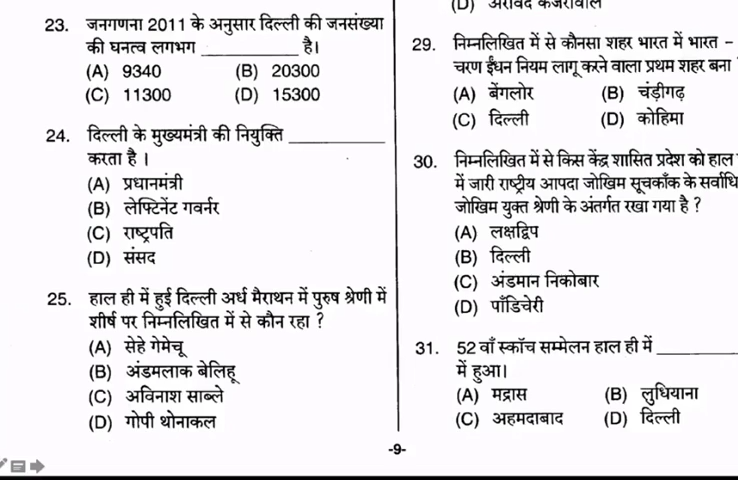 23. जनगणना 2011 के अनुसार दिल्ली की जनसंख्या
की घनत्व लगभग __________ है।
(A) 9340 (B) 20300
(C) 11300 (D) 15300
24. दिल्ली के मुख्यमंत्री की नियुक्ति __________
करता है ।
(A) प्रधानमंत्री
(B) लेफ्टिनेंट गवर्नर
(C) राष्ट्रपति
(D) संसद
25. हाल ही में हुई दिल्ली अर्ध मैराथन में पुरुष श्रेणी में
शीर्ष पर निम्नलिखित में से कौन रहा ?
(A) सेहे गेमेचू
(B) अंडमलाक बेलिहू
(C) अविनाश साब्ले
(D) गोपी थोनाकल
(D) अरविंद केजरीवाल
29. निम्नलिखित में से कौनसा शहर भारत में भारत –
चरण ईंधन नियम लागू करने वाला प्रथम शहर बना
(A) बेंगलोर (B) चंड़ीगढ़
(C) दिल्ली (D) कोहिमा
30. निम्नलिखित में से किस केंद्र शासित प्रदेश को हाल
में जारी राष्ट्रीय आपदा जोखिम सूचकाँक के सर्वाधि
जोखिम युक्त श्रेणी के अंतर्गत रखा गया है ?
(A) लक्षद्विप
(B) दिल्ली
(C) अंडमान निकोबार
(D) पाँडिचेरी
31. 52 वाँ स्कॉच सम्मेलन हाल ही में __________
में हुआ।
(A) मद्रास (B) लुधियाना
(C) अहमदाबाद (D) दिल्ली
-9-